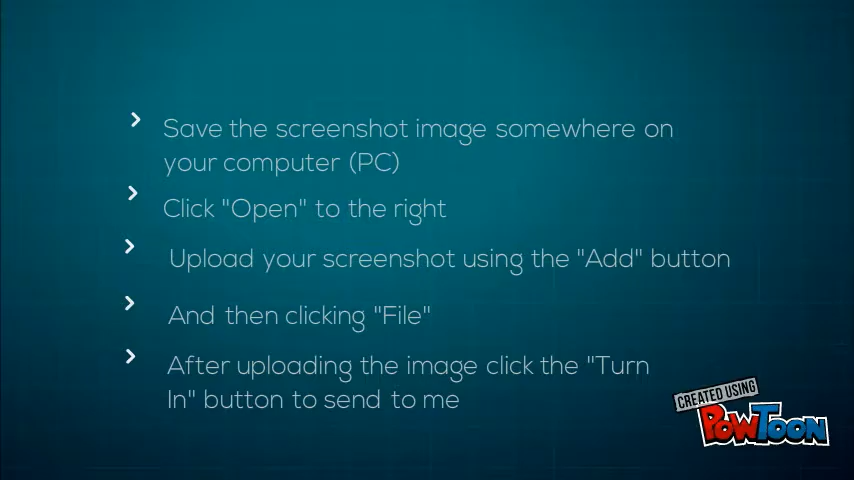 Save the screenshot image somewhere on
your computer (PC)
Click "Open" to the right
Upload your screenshot using the "Add" button
And then clicking "File"
After uploading the image click the "Turn
In" button to send to me
CREATED USING
POWTOON